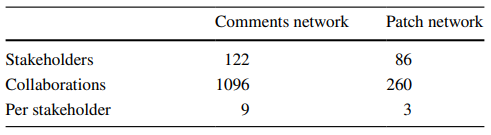 Comments network Patch network
Stakeholders 122 86
Collaborations 1096 260
Per stakeholder 9 3